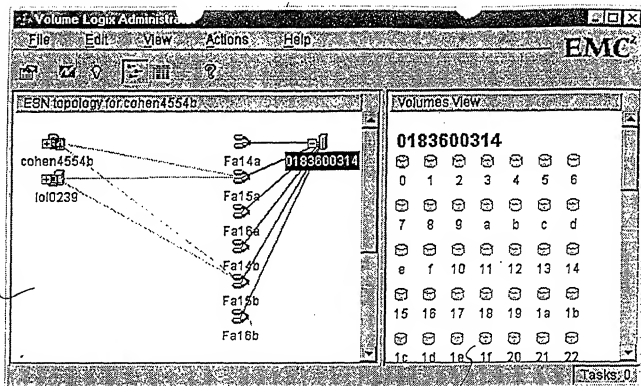 Volume Logix Administra
File Edit View Actions Help
EMC²
ESN topology for cohen4554b
cohen4554b
lol0239
Fa14a
Fa15a
Fa16a
Fa14b
Fa15b
Fa16b
0183600314
Volumes View
0183600314
0 1 2 3 4 5 6
7 8 9 a b c d
e f 10 11 12 13 14
15 16 17 18 19 1a 1b
1c 1d 1e 1f 20 21 22
Tasks: 0